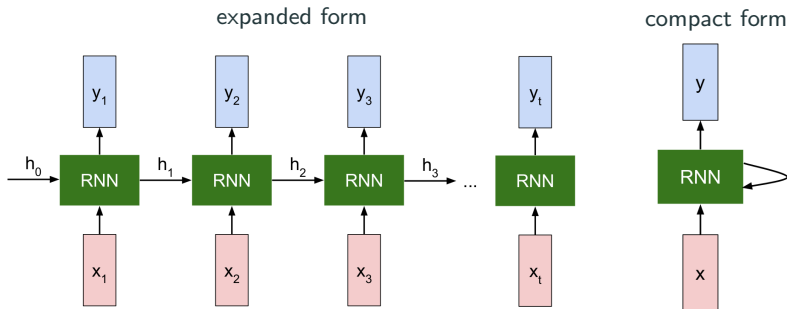 expanded form
compact form
y₁ y₂ y₃ yₜ y
h₀ RNN h₁ RNN h₂ RNN h₃ ... RNN RNN
x₁ x₂ x₃ xₜ x